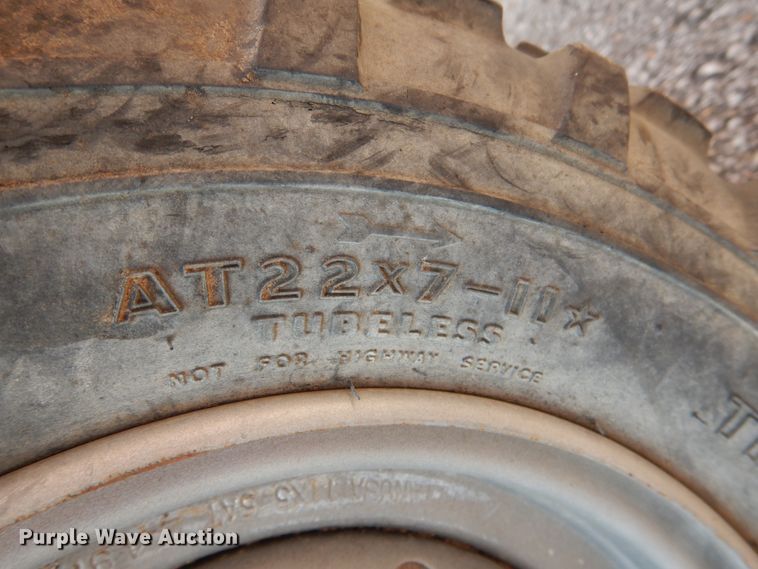 AT22x7-11☆
TUBELESS
NOT FOR HIGHWAY SERVICE
Purple Wave Auction